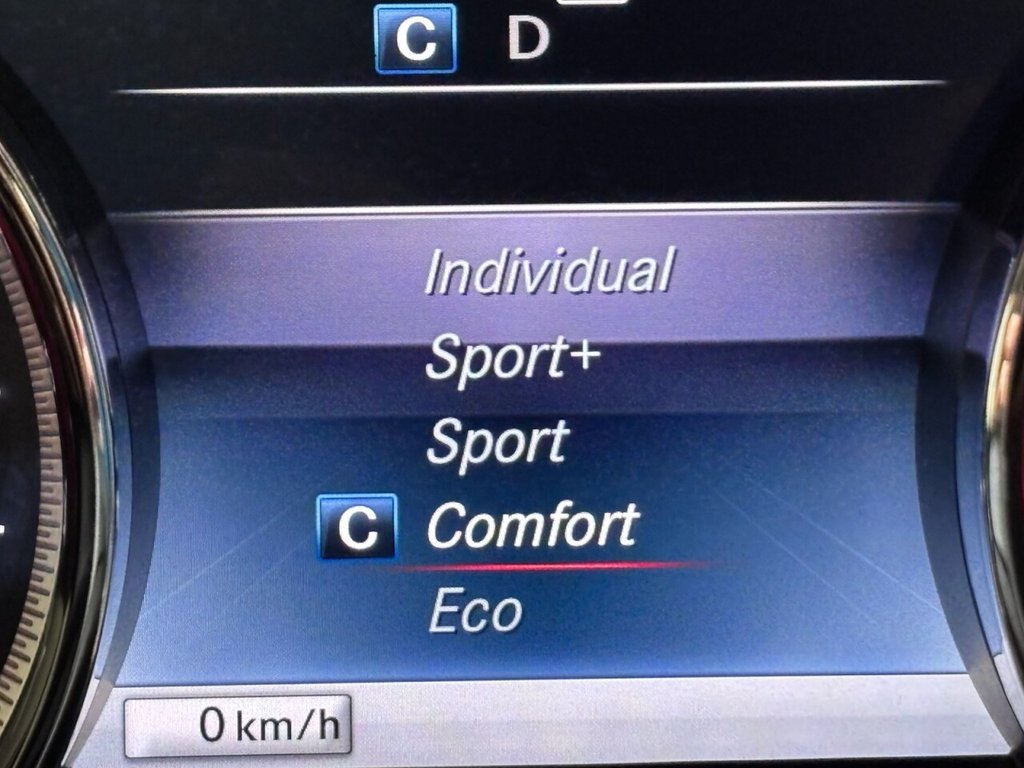 C D
Individual
Sport+
Sport
C Comfort
Eco
0 km/h